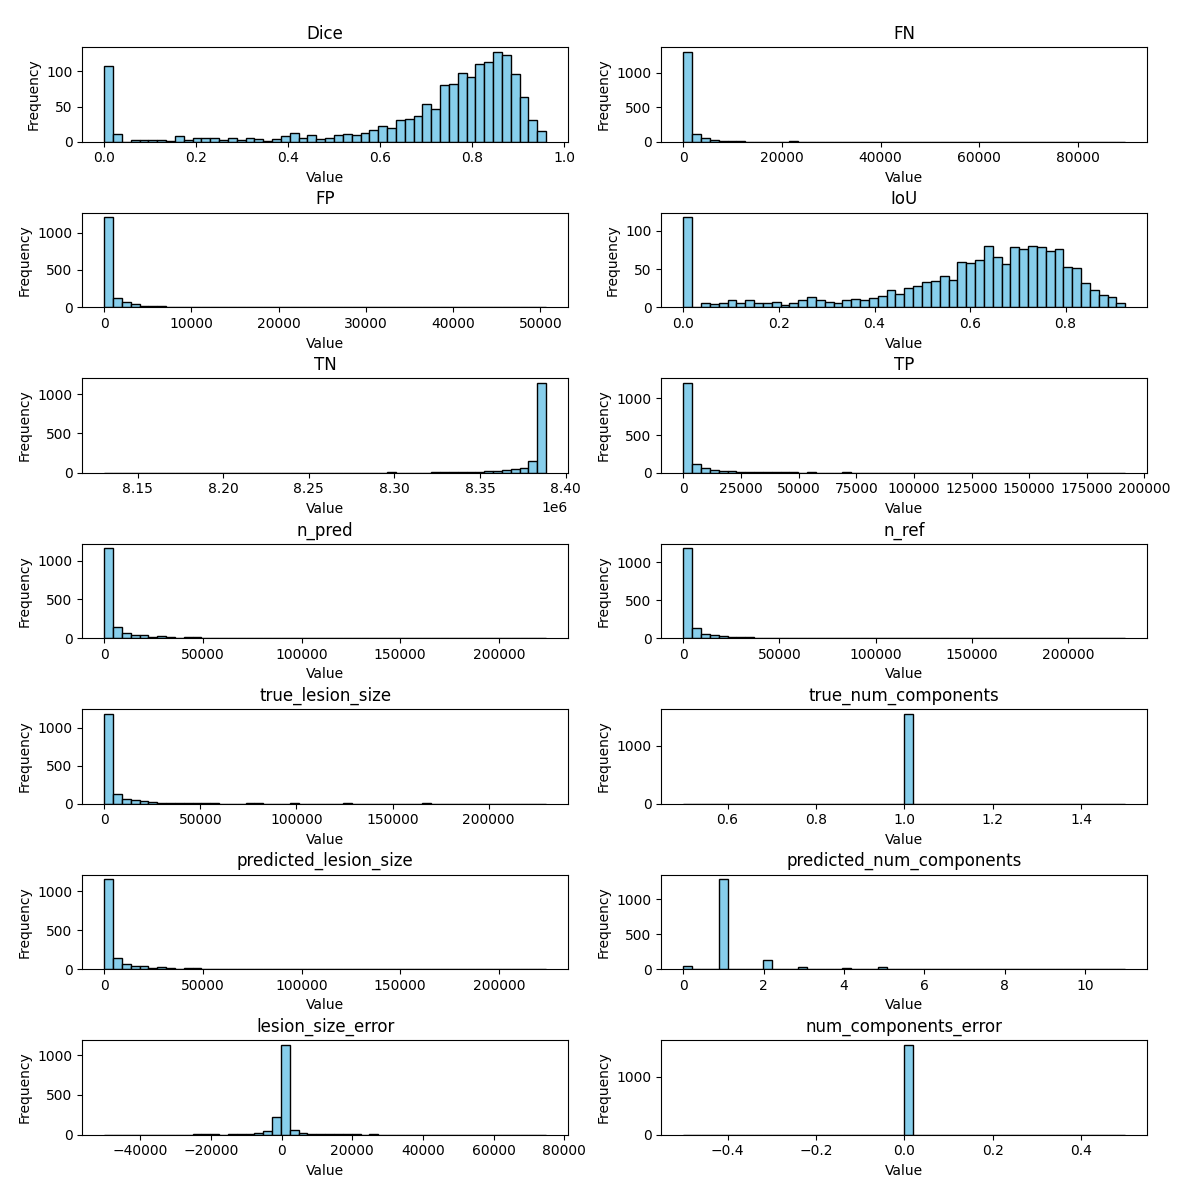 Dice
Frequency
100
50
0
0.0 0.2 0.4 0.6 0.8 1.0
Value
FN
Frequency
1000
500
0
0 20000 40000 60000 80000
Value
FP
Frequency
1000
500
0
0 10000 20000 30000 40000 50000
Value
IoU
Frequency
100
50
0
0.0 0.2 0.4 0.6 0.8
Value
TN
Frequency
1000
500
0
8.15 8.20 8.25 8.30 8.35 8.40
Value
1e6
TP
Frequency
1000
500
0
0 25000 50000 75000 100000 125000 150000 175000 200000
Value
n_pred
Frequency
1000
500
0
0 50000 100000 150000 200000
Value
n_ref
Frequency
1000
500
0
0 50000 100000 150000 200000
Value
true_lesion_size
Frequency
1000
500
0
0 50000 100000 150000 200000
Value
true_num_components
Frequency
1000
0
0.6 0.8 1.0 1.2 1.4
Value
predicted_lesion_size
Frequency
1000
500
0
0 50000 100000 150000 200000
Value
predicted_num_components
Frequency
1000
500
0
0 2 4 6 8 10
Value
lesion_size_error
Frequency
1000
500
0
−40000 −20000 0 20000 40000 60000 80000
Value
num_components_error
Frequency
1000
0
−0.4 −0.2 0.0 0.2 0.4
Value